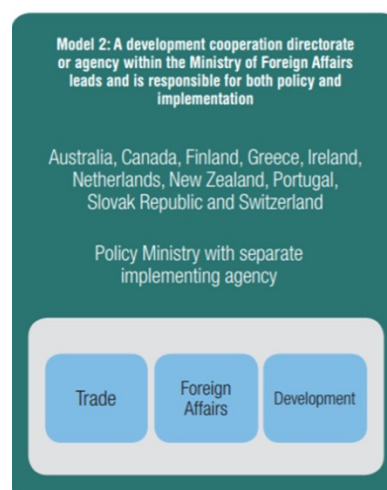 Model 2: A development cooperation directorate
or agency within the Ministry of Foreign Affairs
leads and is responsible for both policy and
implementation
Australia, Canada, Finland, Greece, Ireland,
Netherlands, New Zealand, Portugal,
Slovak Republic and Switzerland
Policy Ministry with separate
implementing agency
Trade
Foreign
Affairs
Development